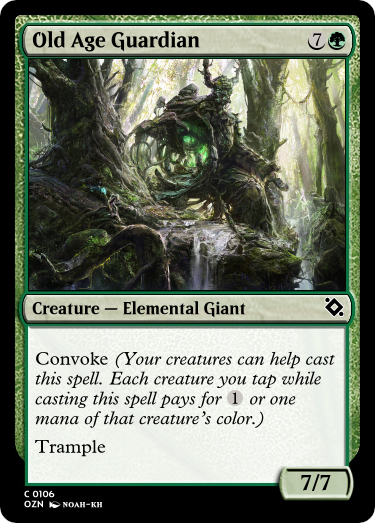 Old Age Guardian 7
Creature — Elemental Giant
Convoke (Your creatures can help cast
this spell. Each creature you tap while
casting this spell pays for 1 or one
mana of that creature's color.)
Trample
7/7
C 0106
OZN NOAH-KH